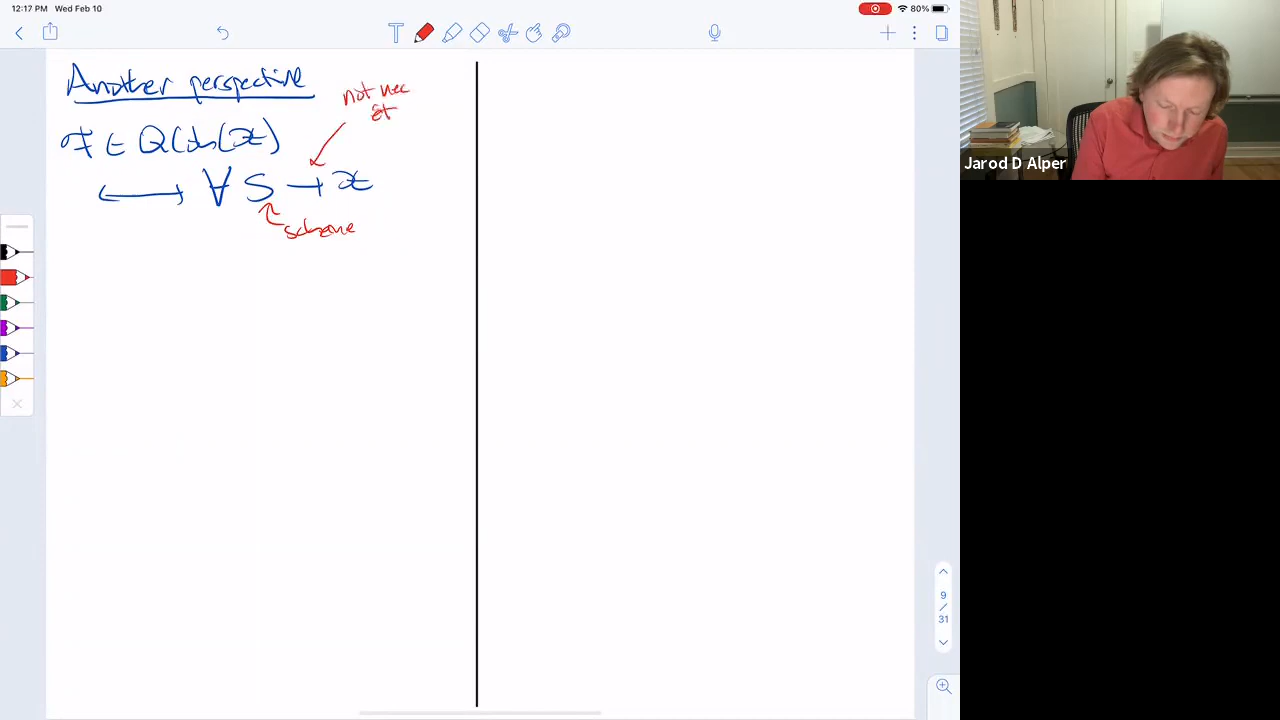 12:17 PM Wed Feb 10
80%
Another perspective
not nec
ét
F ∈ QCoh(X)
⟷ ∀ S → X
scheme
Jarod D Alper
9
/
31